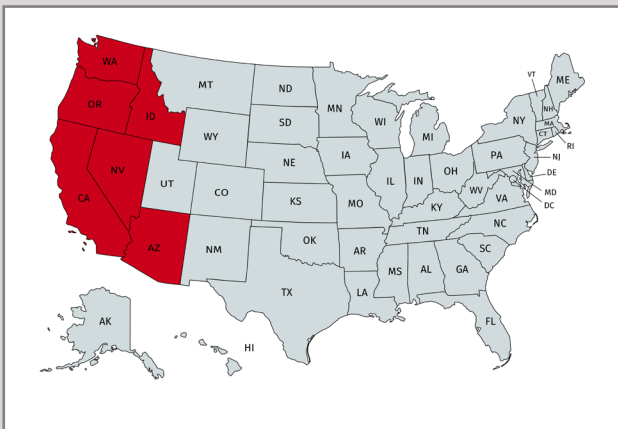 WA
MT
ND
MN
VT
ME
OR
ID
SD
WI
MI
NY
NH
MA
CT
RI
WY
NE
IA
PA
NJ
NV
UT
CO
IL
IN
OH
DE
CA
KS
MO
KY
WV
VA
MD
DC
AZ
NM
OK
AR
TN
NC
SC
TX
LA
MS
AL
GA
FL
AK
HI